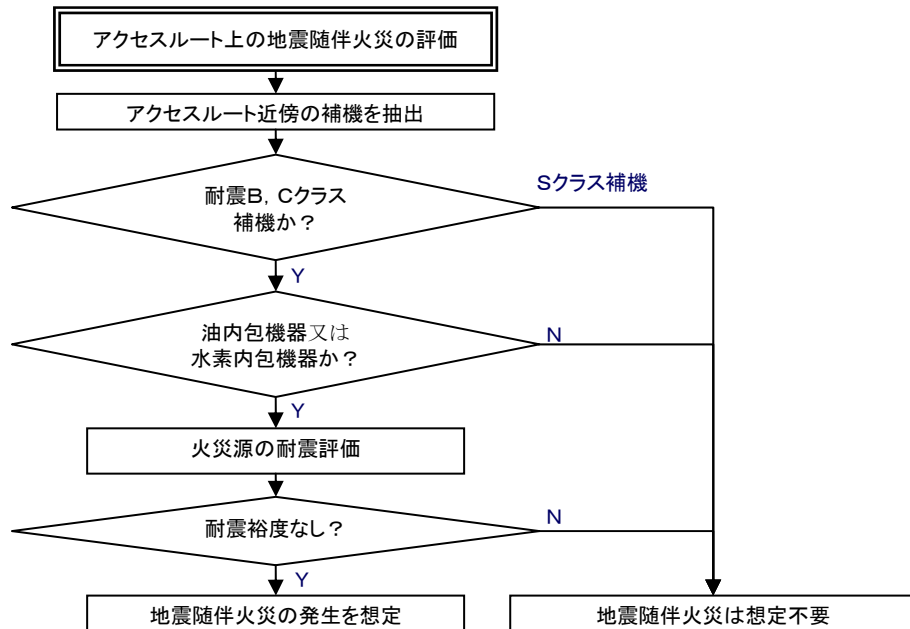 アクセスルート上の地震随伴火災の評価
アクセスルート近傍の補機を抽出
耐震B，Cクラス
補機か？
Sクラス補機
Y
油内包機器又は
水素内包機器か？
N
Y
火災源の耐震評価
耐震裕度なし？
N
Y
地震随伴火災の発生を想定
地震随伴火災は想定不要